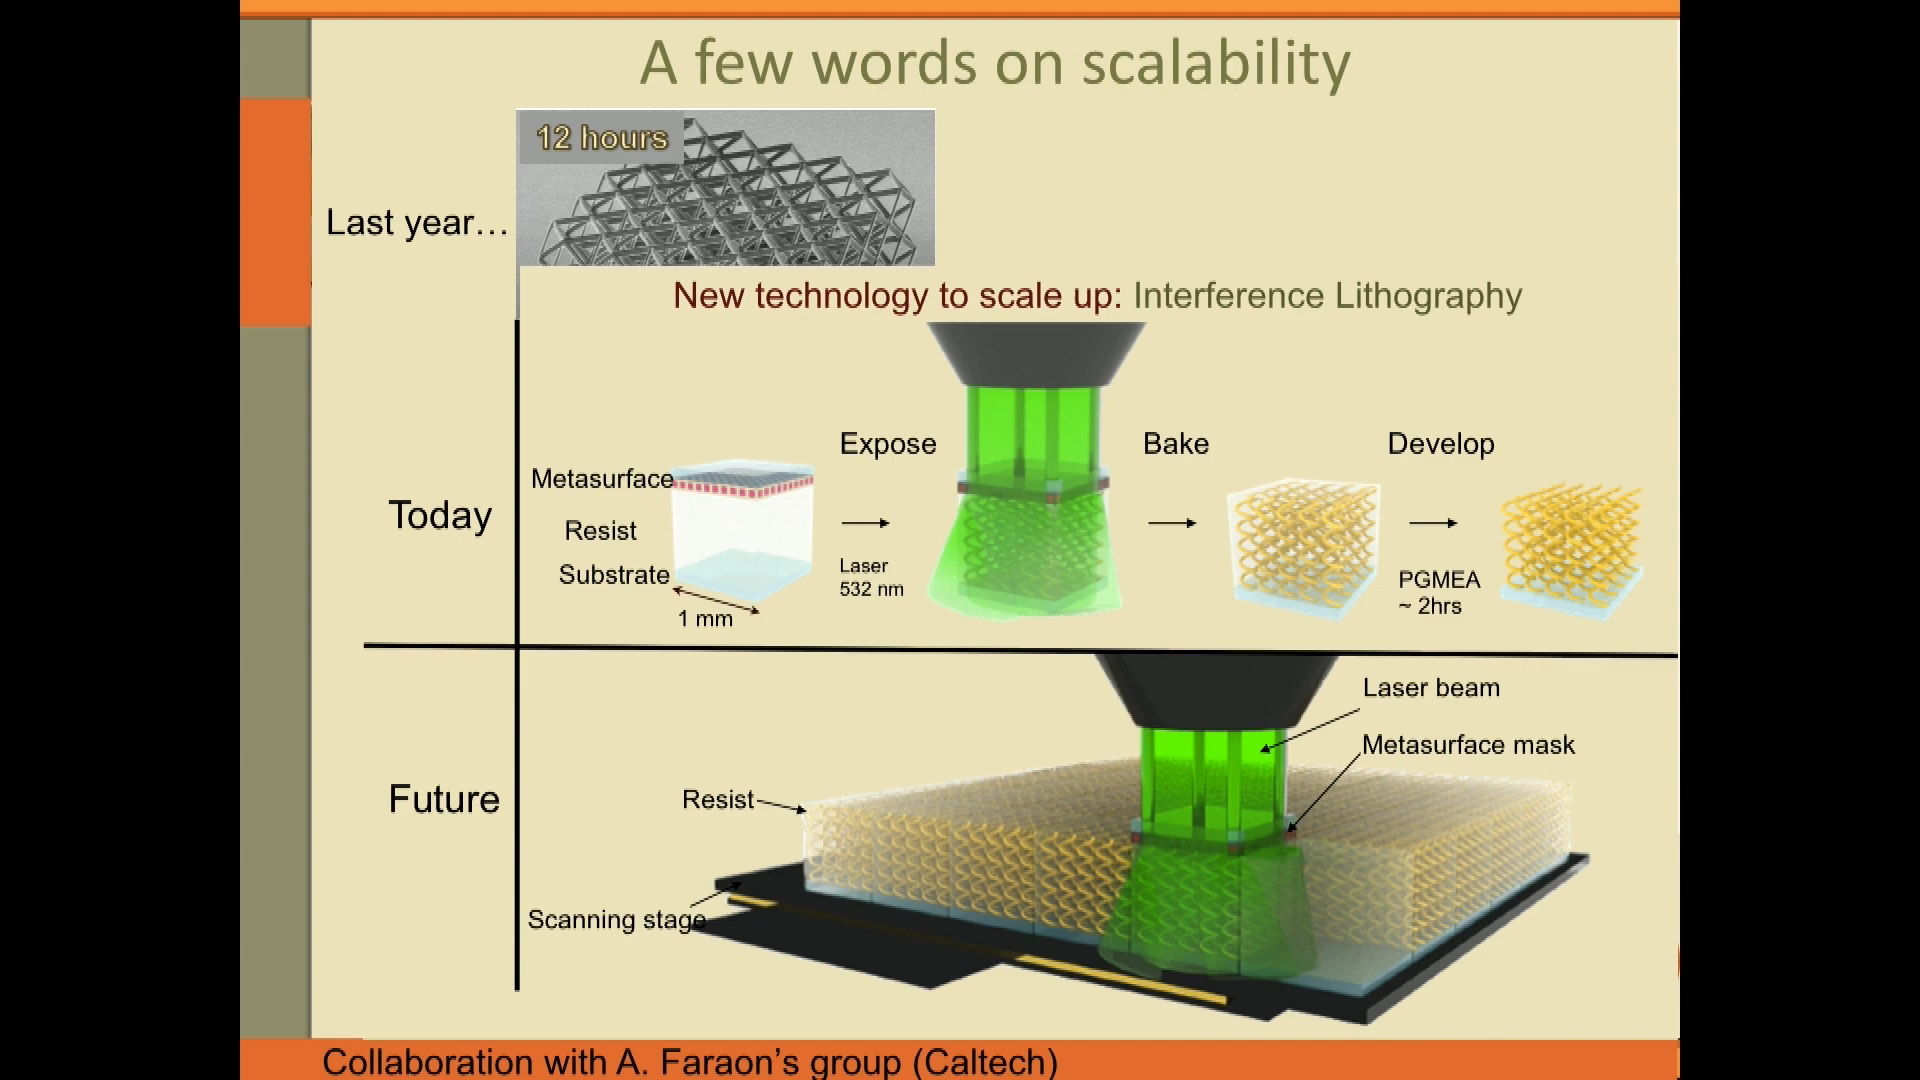 A few words on scalability
12 hours
Last year…
New technology to scale up: Interference Lithography
Today
Metasurface
Resist
Substrate
1 mm
Expose
Laser
532 nm
Bake
Develop
PGMEA
~ 2hrs
Future
Laser beam
Metasurface mask
Resist
Scanning stage
Collaboration with A. Faraon's group (Caltech)